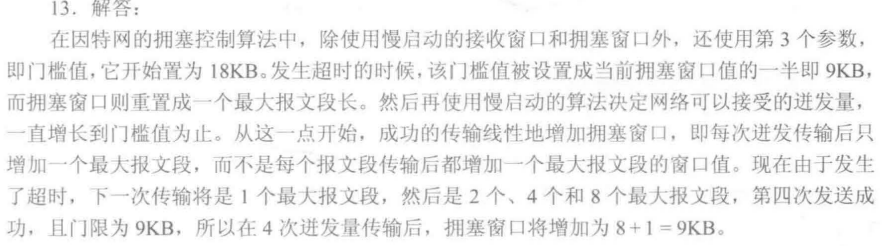 13．解答：
在因特网的拥塞控制算法中，除使用慢启动的接收窗口和拥塞窗口外，还使用第 3 个参数，
即门槛值，它开始置为 18KB。发生超时的时候，该门槛值被设置成当前拥塞窗口值的一半即 9KB，
而拥塞窗口则重置成一个最大报文段长。然后再使用慢启动的算法决定网络可以接受的迸发量，
一直增长到门槛值为止。从这一点开始，成功的传输线性地增加拥塞窗口，即每次迸发传输后只
增加一个最大报文段，而不是每个报文段传输后都增加一个最大报文段的窗口值。现在由于发生
了超时，下一次传输将是 1 个最大报文段，然后是 2 个、4 个和 8 个最大报文段，第四次发送成
功，且门限为 9KB，所以在 4 次迸发量传输后，拥塞窗口将增加为 8 + 1 = 9KB。